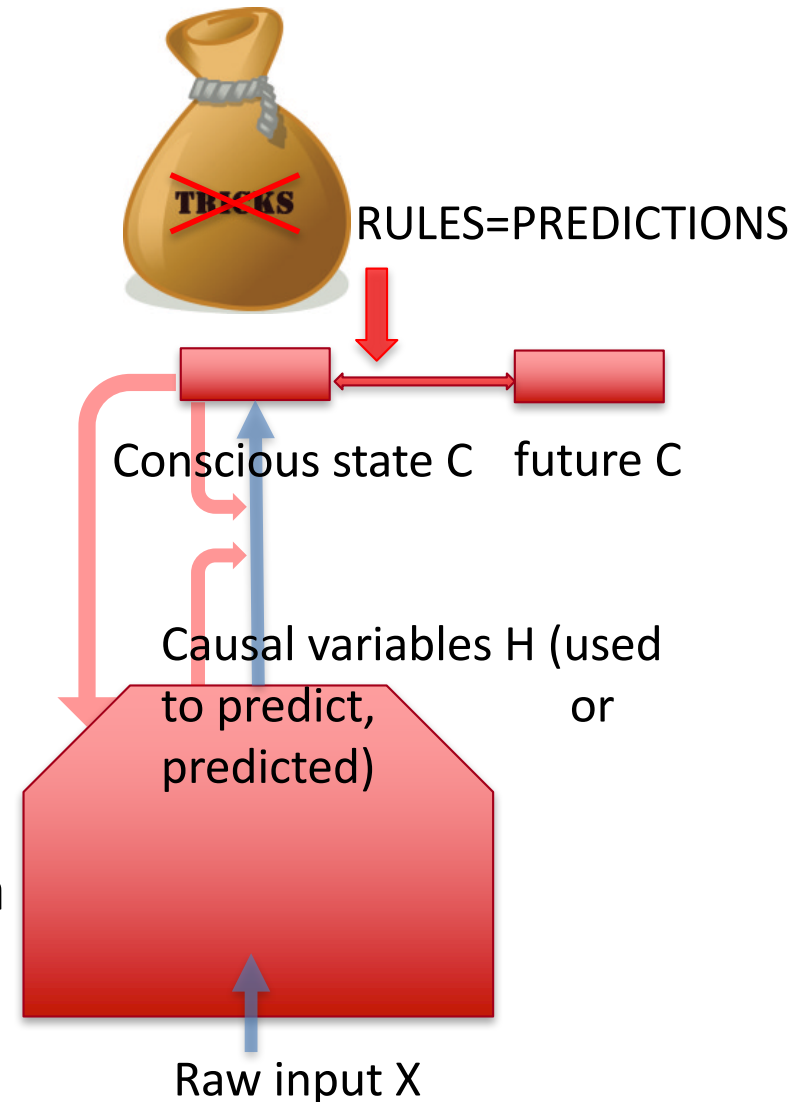 TRICKS
RULES=PREDICTIONS
Conscious state C future C
Causal variables H (used
to predict, or
predicted)
Raw input X